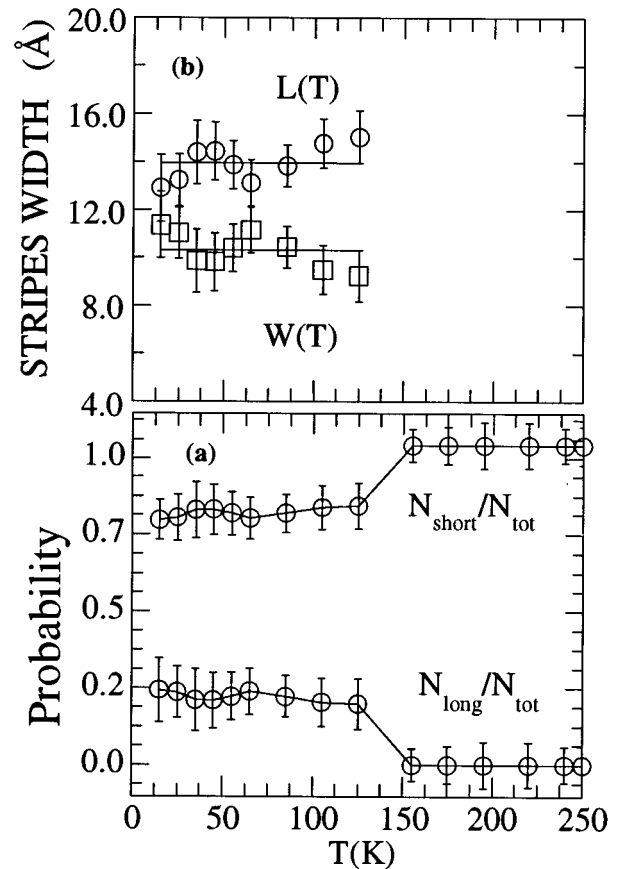 20.0
16.0
12.0
8.0
4.0
STRIPES WIDTH (Å)
(b)
L(T)
W(T)
1.0
0.7
0.5
0.2
0.0
Probability
(a)
N_short/N_tot
N_long/N_tot
0 50 100 150 200 250
T(K)